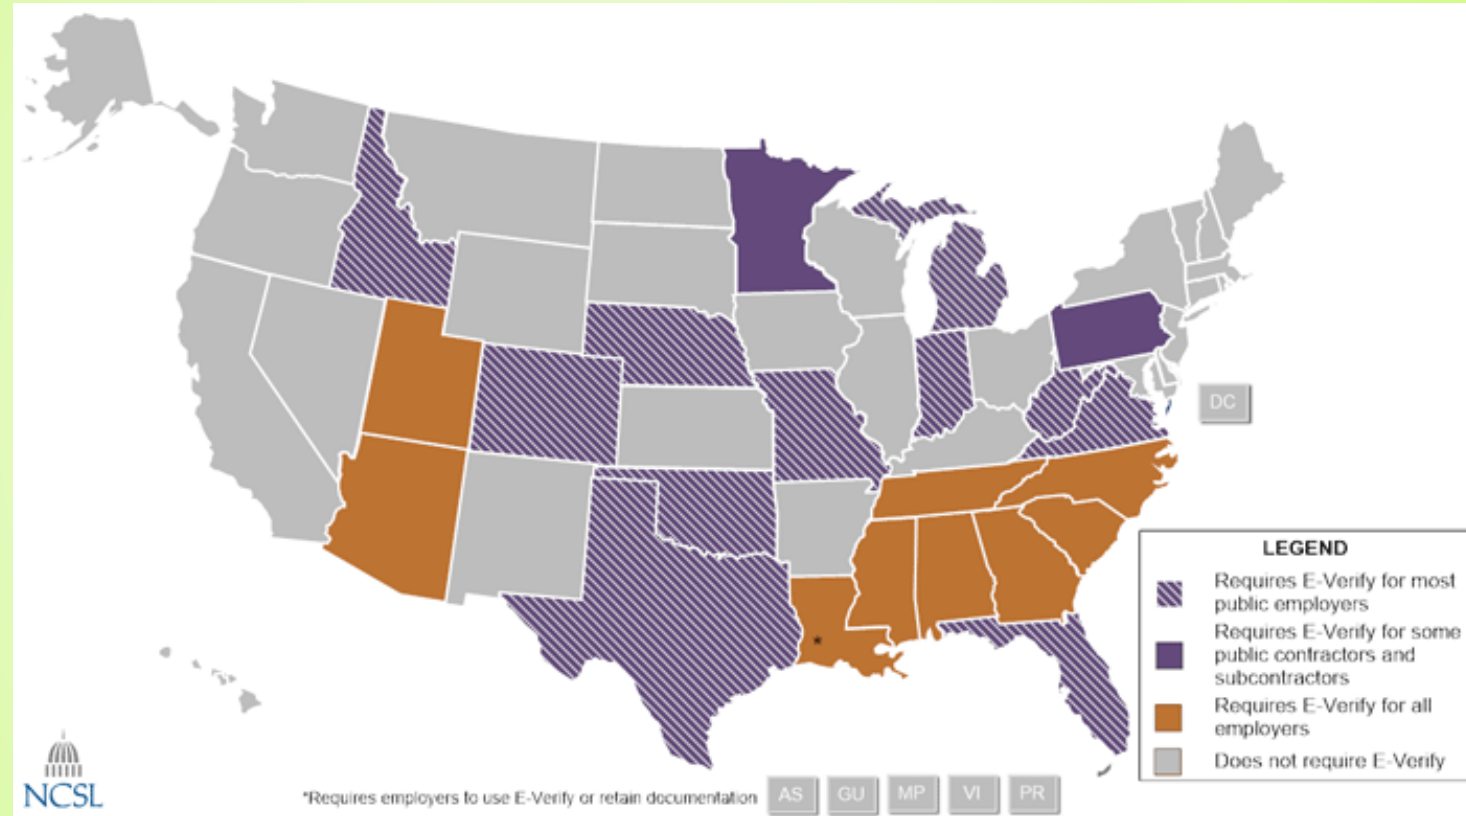 DC
LEGEND
Requires E-Verify for most
public employers
Requires E-Verify for some
public contractors and
subcontractors
Requires E-Verify for all
employers
Does not require E-Verify
*
NCSL
*Requires employers to use E-Verify or retain documentation
AS
GU
MP
VI
PR